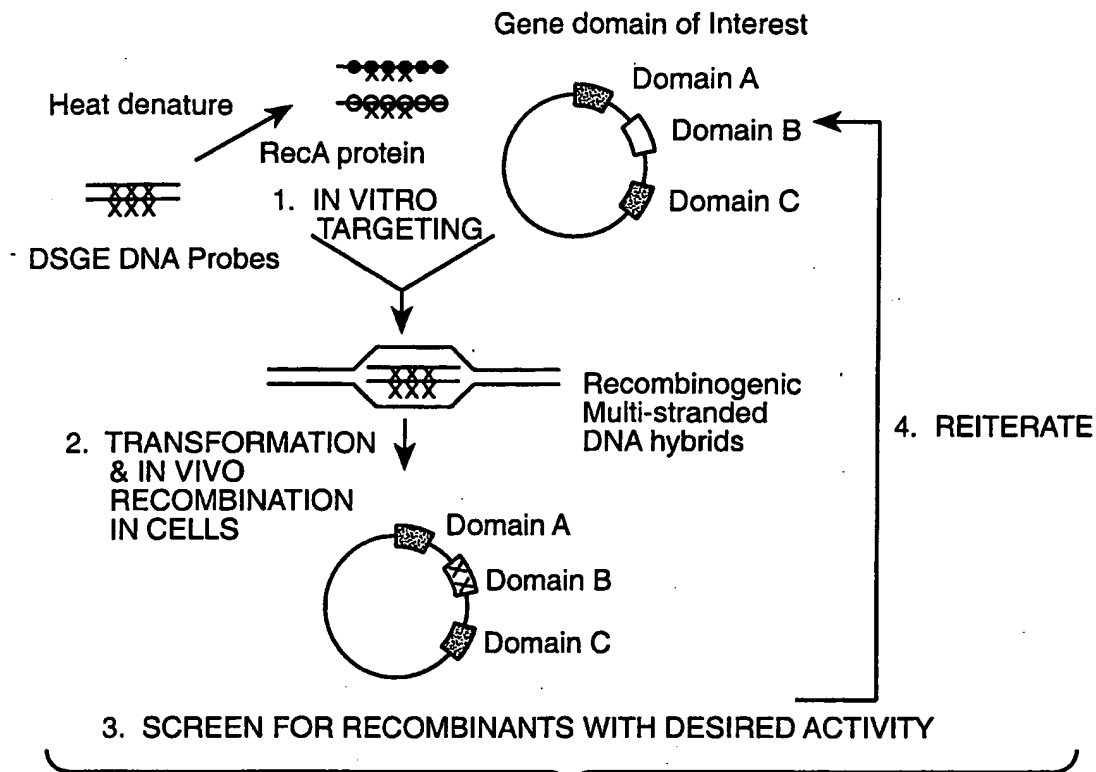 Gene domain of Interest
Heat denature
RecA protein
DSGE DNA Probes
Domain A
Domain B
Domain C
1. IN VITRO
TARGETING
Recombinogenic
Multi-stranded
DNA hybrids
2. TRANSFORMATION
& IN VIVO
RECOMBINATION
IN CELLS
Domain A
Domain B
Domain C
4. REITERATE
3. SCREEN FOR RECOMBINANTS WITH DESIRED ACTIVITY